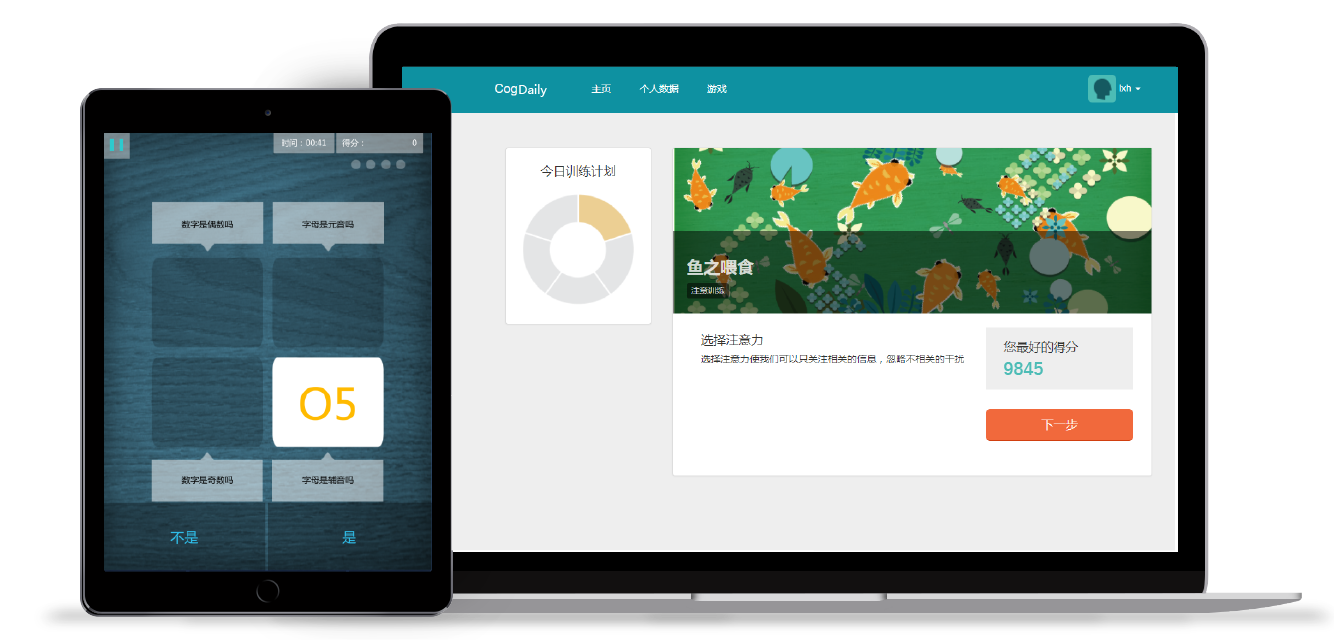 时间：00:41
得分：
0
数字是偶数吗
字母是元音吗
O5
数字是奇数吗
字母是辅音吗
不是
是
CogDaily
主页
个人数据
游戏
lxh
今日训练计划
鱼之喂食
注意训练
选择注意力
选择注意力使我们可以只关注相关的信息，忽略不相关的干扰
您最好的得分
9845
下一步